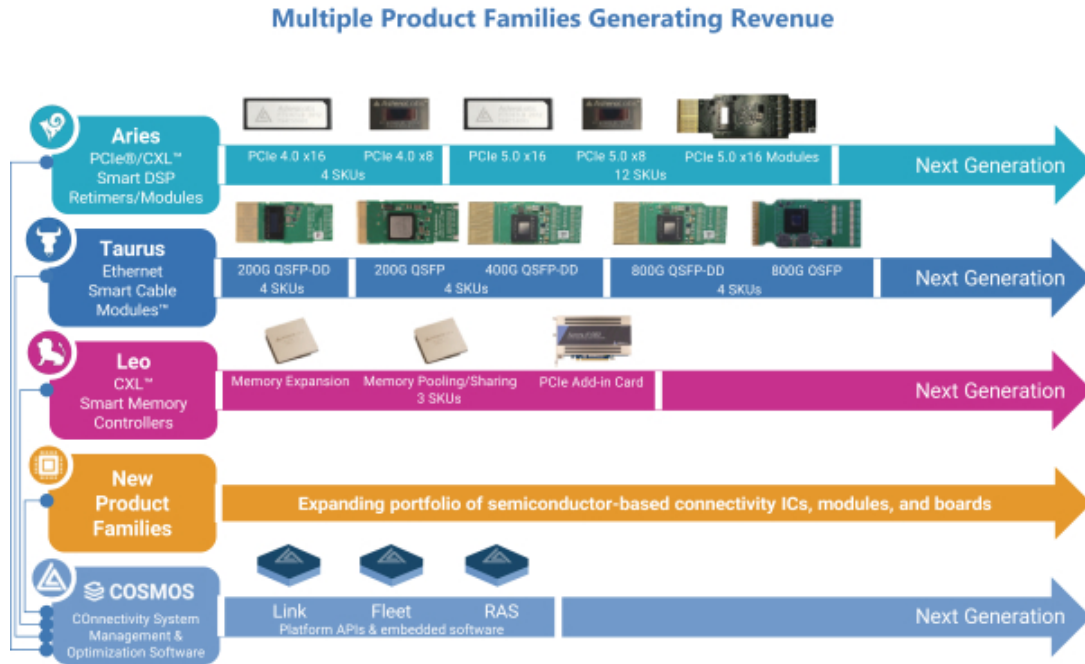 Multiple Product Families Generating Revenue
Aries
PCIe®/CXL™
Smart DSP
Retimers/Modules
PCIe 4.0 x16
PCIe 4.0 x8
4 SKUs
PCIe 5.0 x16
PCIe 5.0 x8
PCIe 5.0 x16 Modules
12 SKUs
Next Generation
Taurus
Ethernet
Smart Cable
Modules™
200G QSFP-DD
4 SKUs
200G QSFP
400G QSFP-DD
4 SKUs
800G QSFP-DD
800G OSFP
4 SKUs
Next Generation
Leo
CXL™
Smart Memory
Controllers
Memory Expansion
Memory Pooling/Sharing
PCIe Add-in Card
3 SKUs
Next Generation
New
Product
Families
Expanding portfolio of semiconductor-based connectivity ICs, modules, and boards
COSMOS
COnnectivity System
Management &
Optimization Software
Link
Fleet
RAS
Platform APIs & embedded software
Next Generation